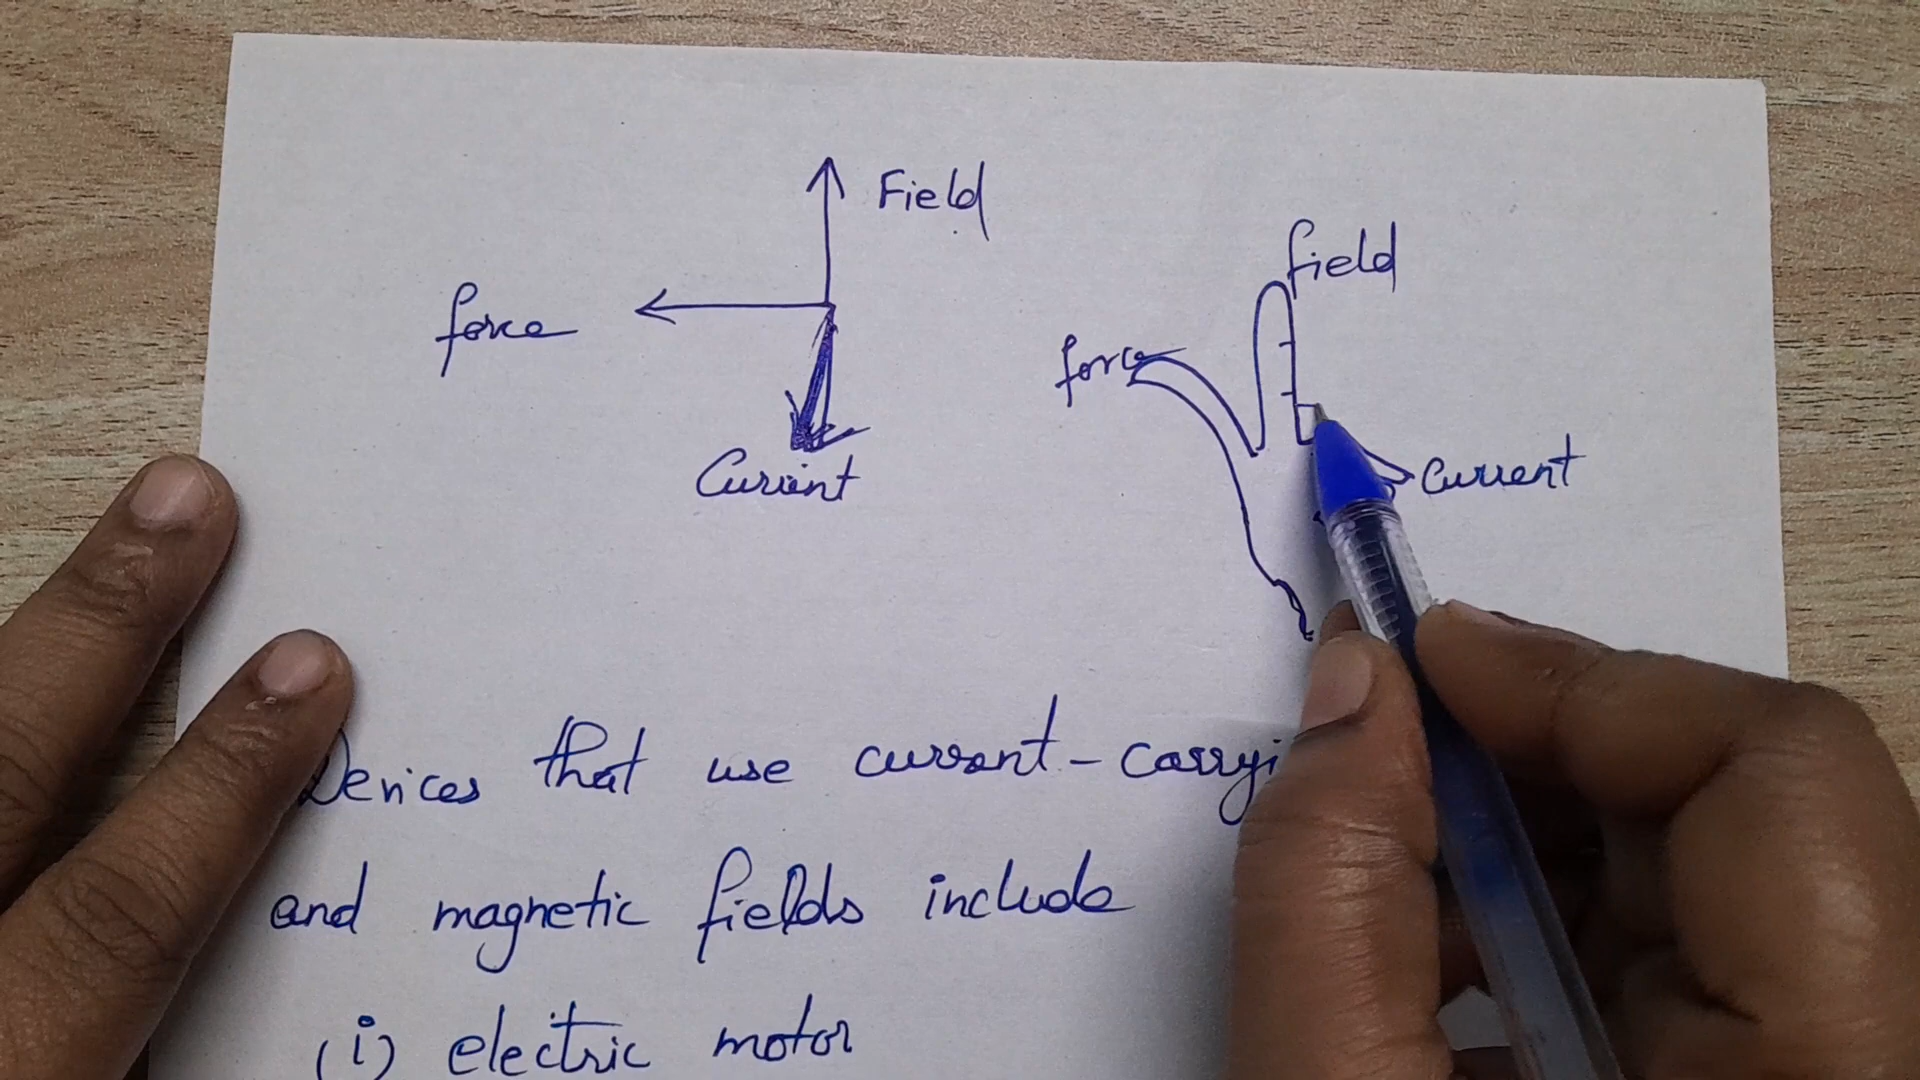 Field
force
Current
field
force
Current
Devices that use current-carryi
and magnetic fields include
(i) electric motor